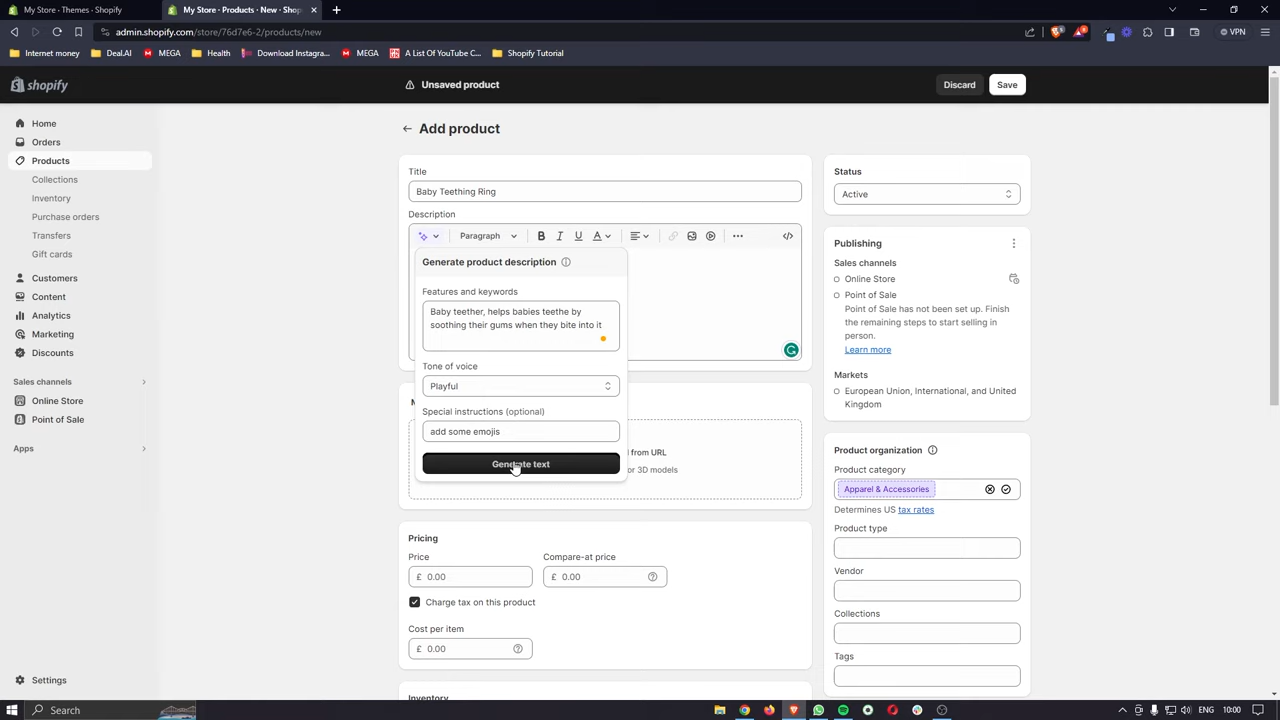 My Store · Themes · Shopify
My Store · Products · New · Shop
admin.shopify.com/store/76d7e6-2/products/new
VPN
Internet money
DeaI.AI
MEGA
Health
Download Instagra...
MEGA
A List Of YouTube C...
Shopify Tutorial
shopify
Unsaved product
Discard
Save
Home
Orders
Products
Collections
Inventory
Purchase orders
Transfers
Gift cards
Customers
Content
Analytics
Marketing
Discounts
Sales channels
Online Store
Point of Sale
Apps
Settings
Add product
Title
Baby Teething Ring
Description
Paragraph
B I U A
Generate product description
Features and keywords
Baby teether, helps babies teethe by
soothing their gums when they bite into it
Tone of voice
Playful
Special instructions (optional)
add some emojis
Generate text
M
d from URL
or 3D models
Pricing
Price
Compare-at price
£ 0.00
£ 0.00
Charge tax on this product
Cost per item
£ 0.00
Inventory
Status
Active
Publishing
Sales channels
Online Store
Point of Sale
Point of Sale has not been set up. Finish
the remaining steps to start selling in
person.
Learn more
Markets
European Union, International, and United
Kingdom
Product organization
Product category
Apparel & Accessories
Determines US tax rates
Product type
Vendor
Collections
Tags
Search
ENG
10:00